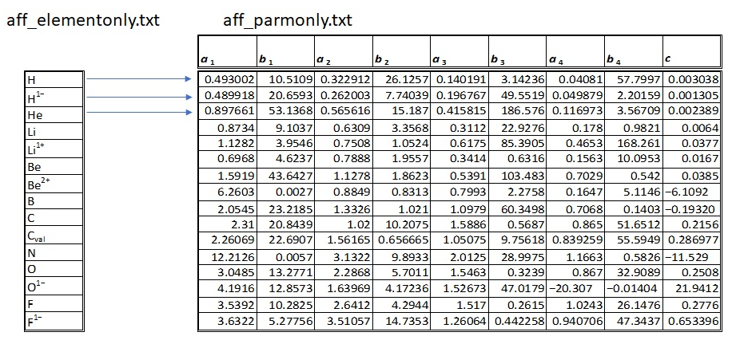 aff_elementonly.txt aff_parmonly.txt
a 1 b 1 a 2 b 2 a 3 b 3 a 4 b 4 c
H 0.493002 10.5109 0.322912 26.1257 0.140191 3.14236 0.04081 57.7997 0.003038
H1− 0.489918 20.6593 0.262003 7.74039 0.196767 49.5519 0.049879 2.20159 0.001305
He 0.897661 53.1368 0.565616 15.187 0.415815 186.576 0.116973 3.56709 0.002389
Li 0.8734 9.1037 0.6309 3.3568 0.3112 22.9276 0.178 0.9821 0.0064
Li1+ 1.1282 3.9546 0.7508 1.0524 0.6175 85.3905 0.4653 168.261 0.0377
Be 0.6968 4.6237 0.7888 1.9557 0.3414 0.6316 0.1563 10.0953 0.0167
Be2+ 1.5919 43.6427 1.1278 1.8623 0.5391 103.483 0.7029 0.542 0.0385
B 6.2603 0.0027 0.8849 0.8313 0.7993 2.2758 0.1647 5.1146 −6.1092
C 2.0545 23.2185 1.3326 1.021 1.0979 60.3498 0.7068 0.1403 −0.19320
Cval 2.31 20.8439 1.02 10.2075 1.5886 0.5687 0.865 51.6512 0.2156
N 2.26069 22.6907 1.56165 0.656665 1.05075 9.75618 0.839259 55.5949 0.286977
O 12.2126 0.0057 3.1322 9.8933 2.0125 28.9975 1.1663 0.5826 −11.529
O1− 3.0485 13.2771 2.2868 5.7011 1.5463 0.3239 0.867 32.9089 0.2508
F 4.1916 12.8573 1.63969 4.17236 1.52673 47.0179 −20.307 −0.01404 21.9412
F1− 3.5392 10.2825 2.6412 4.2944 1.517 0.2615 1.0243 26.1476 0.2776
3.6322 5.27756 3.51057 14.7353 1.26064 0.442258 0.940706 47.3437 0.653396